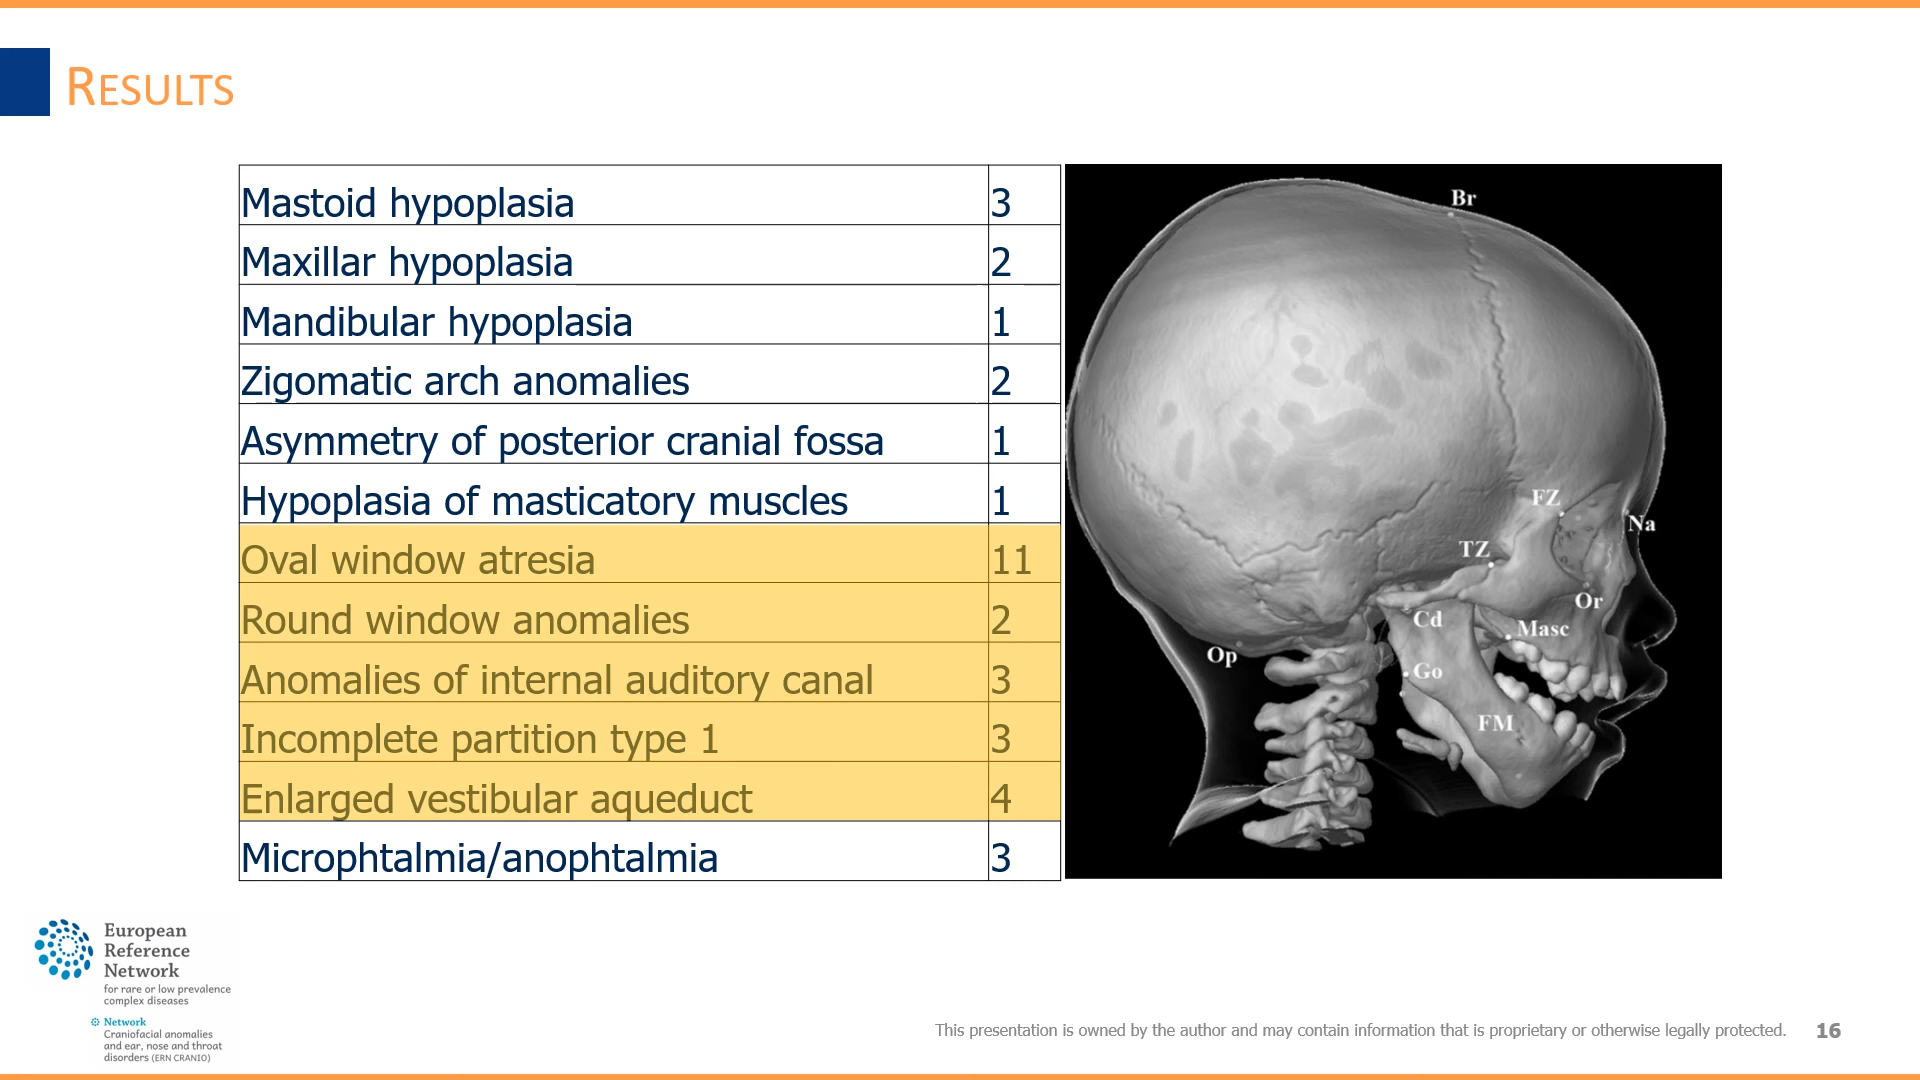 RESULTS
Mastoid hypoplasia 3
Maxillar hypoplasia 2
Mandibular hypoplasia 1
Zigomatic arch anomalies 2
Asymmetry of posterior cranial fossa 1
Hypoplasia of masticatory muscles 1
Oval window atresia 11
Round window anomalies 2
Anomalies of internal auditory canal 3
Incomplete partition type 1 3
Enlarged vestibular aqueduct 4
Microphtalmia/anophtalmia 3
Br
FZ
Na
TZ
Or
Cd
Masc
Op
Go
FM
European
Reference
Network
for rare or low prevalence
complex diseases
Network
Craniofacial anomalies
and ear, nose and throat
disorders (ERN CRANIO)
This presentation is owned by the author and may contain information that is proprietary or otherwise legally protected. 16